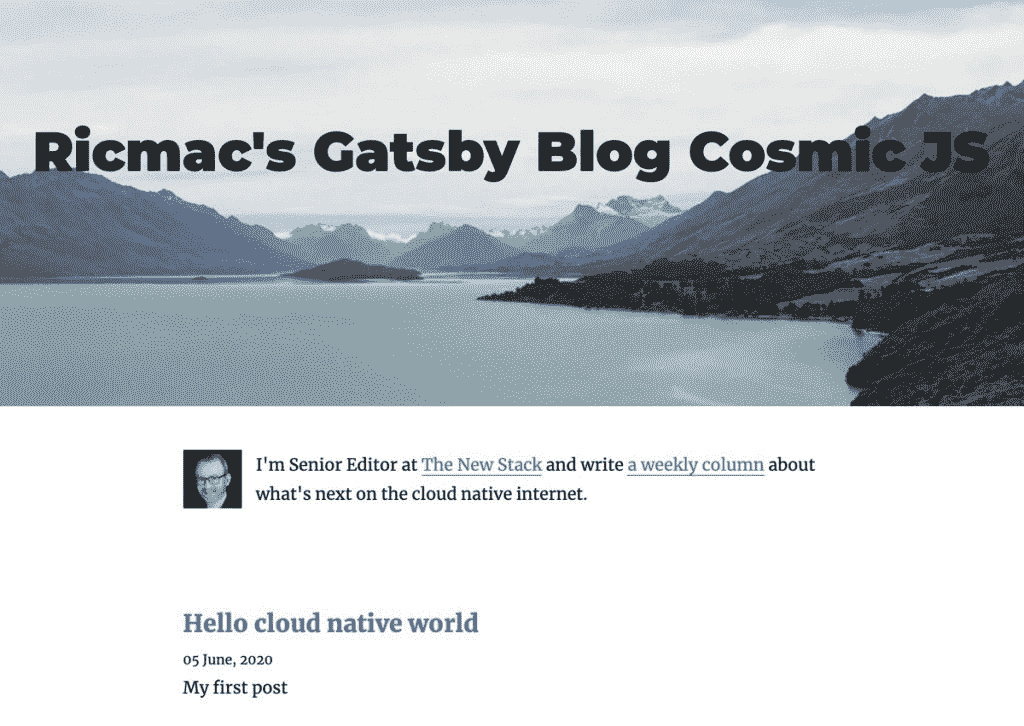 Ricmac's Gatsby Blog Cosmic JS
I'm Senior Editor at The New Stack and write a weekly column about
what's next on the cloud native internet.
Hello cloud native world
05 June, 2020
My first post